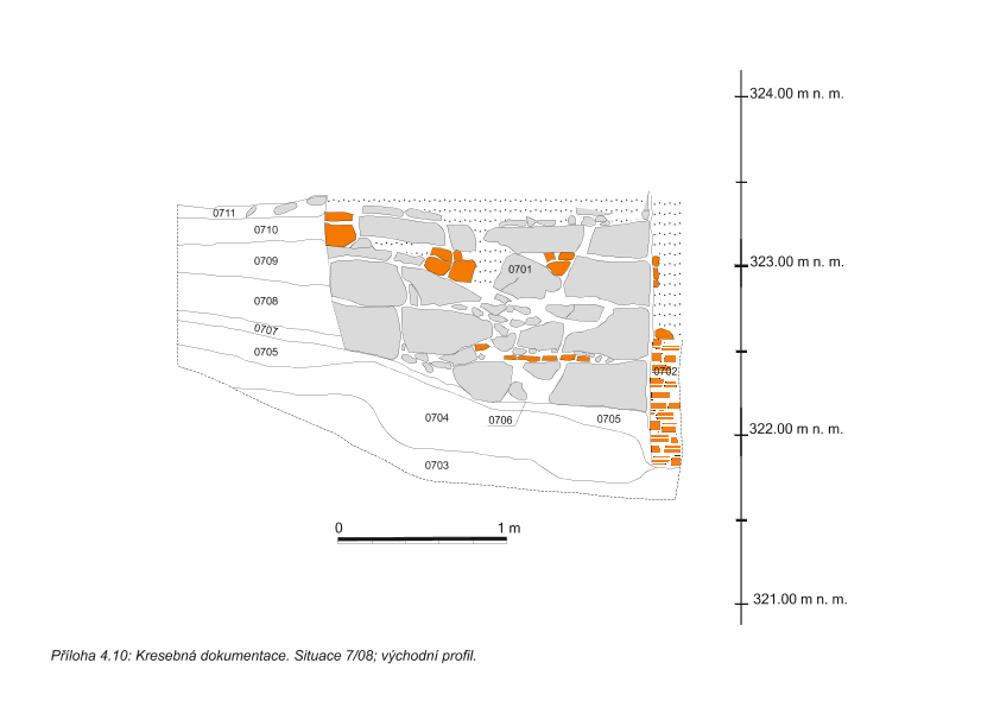 324.00 m n. m.
0711
0710
0709
0701
323.00 m n. m.
0708
0707
0705
0702
0704
0706
0705
322.00 m n. m.
0703
0
1 m
321.00 m n. m.
Příloha 4.10: Kresebná dokumentace. Situace 7/08; východní profil.